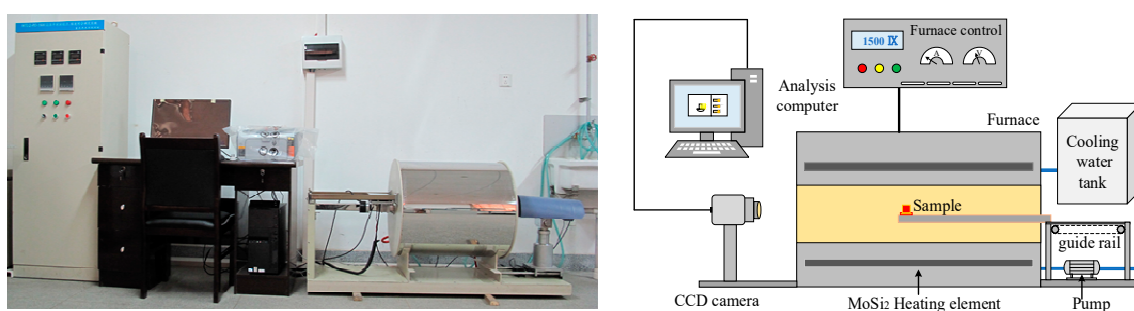 Furnace control
1500 Ⅸ
A
V
Analysis
computer
Furnace
Cooling
water
tank
Sample
guide rail
CCD camera
MoSi2 Heating element
Pump